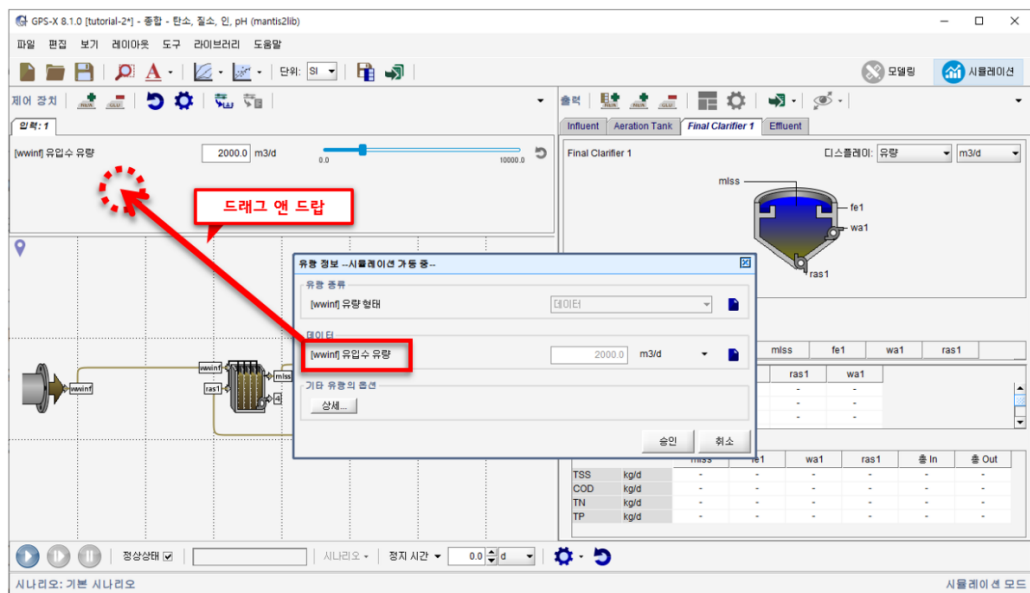 GPS-X 8.1.0 [tutorial-2*] - 종합 - 탄소, 질소, 인, pH (mantis2lib)
파일 편집 보기 레이아웃 도구 라이브러리 도움말
단위: SI 모델링 시뮬레이션
제어 장치
입력: 1
[wwinf] 유입수 유량 2000.0 m3/d 0.0 10000.0
드래그 앤 드랍
출력
Influent Aeration Tank Final Clarifier 1 Effluent
Final Clarifier 1 디스플레이: 유량 m3/d
mlss
fe1
wa1
ras1
유량 정보 --시뮬레이션 가동 중--
유량 종류
[wwinf] 유량 형태 데이터
데이터
[wwinf] 유입수 유량 2000.0 m3/d
기타 유량의 옵션
상세...
승인 취소
wwinf
wwinf
ras1
mlss
mlss fe1 wa1 ras1
ras1 wa1
- -
- -
- -
mlss fe1 wa1 ras1 총 In 총 Out
TSS kg/d - - - - - -
COD kg/d - - - - - -
TN kg/d - - - - - -
TP kg/d - - - - - -
정상상태 시나리오 정지 시간 0.0 d
시나리오: 기본 시나리오 시뮬레이션 모드